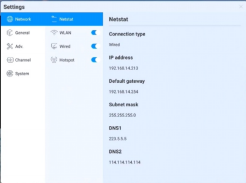 Settings
Network
General
Ads
Channel
System
Netstat
WLAN
Wired
Hotspot
Netstat
Connection type
Wired
IP address
192.168.14.213
Default gateway
192.168.14.234
Subnet mask
255.255.255.0
DNS1
223.5.5.5
DNS2
114.114.114.114